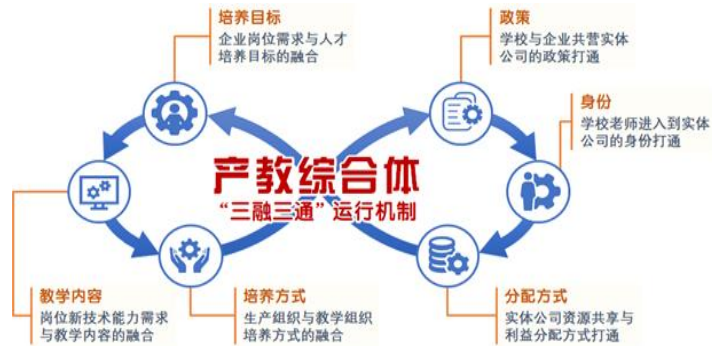 培养目标
企业岗位需求与人才
培养目标的融合
政策
学校与企业共营实体
公司的政策打通
身份
学校老师进入到实体
公司的身份打通
产教综合体
“三融三通”运行机制
教学内容
岗位新技术能力需求
与教学内容的融合
培养方式
生产组织与教学组织
培养方式的融合
分配方式
实体公司资源共享与
利益分配方式打通